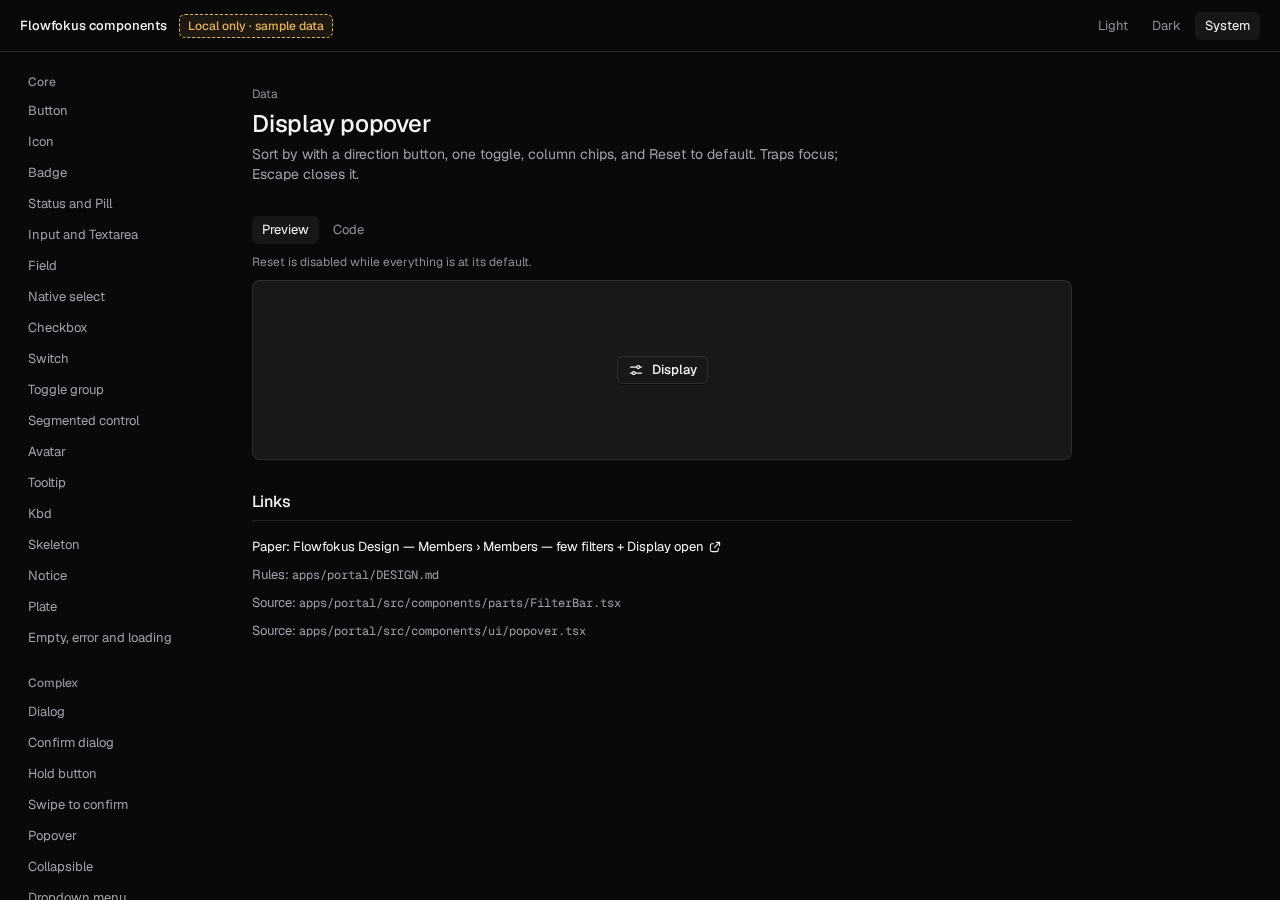 Flowfokus components
Local only · sample data
Light
Dark
System
Core
Button
Icon
Badge
Status and Pill
Input and Textarea
Field
Native select
Checkbox
Switch
Toggle group
Segmented control
Avatar
Tooltip
Kbd
Skeleton
Notice
Plate
Empty, error and loading
Complex
Dialog
Confirm dialog
Hold button
Swipe to confirm
Popover
Collapsible
Dropdown menu
Data
Display popover
Sort by with a direction button, one toggle, column chips, and Reset to default. Traps focus;
Escape closes it.
Preview
Code
Reset is disabled while everything is at its default.
Display
Links
Paper: Flowfokus Design — Members › Members — few filters + Display open
Rules: apps/portal/DESIGN.md
Source: apps/portal/src/components/parts/FilterBar.tsx
Source: apps/portal/src/components/ui/popover.tsx